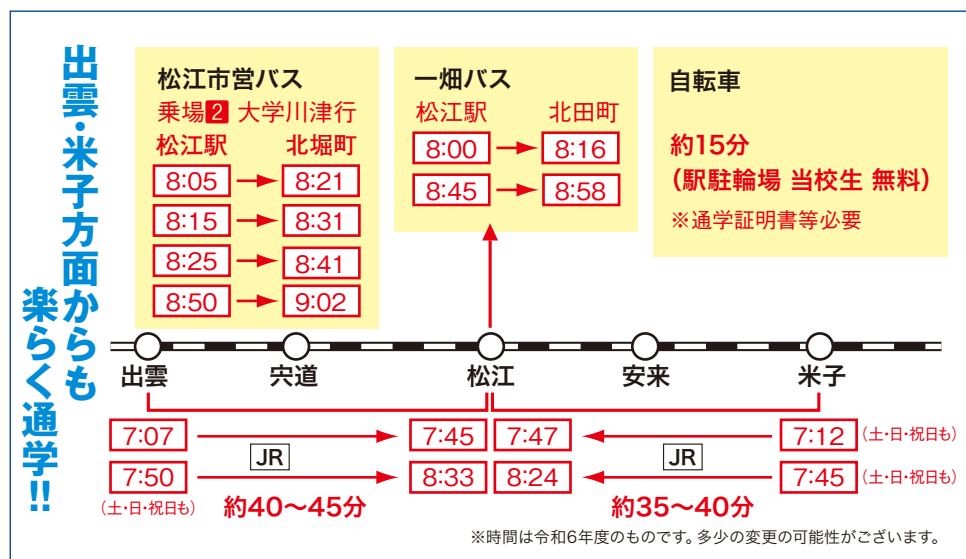 出雲・米子方面からも
楽らく通学!!
松江市営バス
乗場2 大学川津行
松江駅 北堀町
8:05 8:21
8:15 8:31
8:25 8:41
8:50 9:02
一畑バス
松江駅 北田町
8:00 8:16
8:45 8:58
自転車
約15分
（駅駐輪場 当校生 無料）
※通学証明書等必要
出雲 宍道 松江 安来 米子
7:07 7:45 7:47 7:12 (土・日・祝日も)
JR JR
7:50 8:33 8:24 7:45 (土・日・祝日も)
(土・日・祝日も) 約40～45分 約35～40分
※時間は令和6年度のものです。多少の変更の可能性がございます。